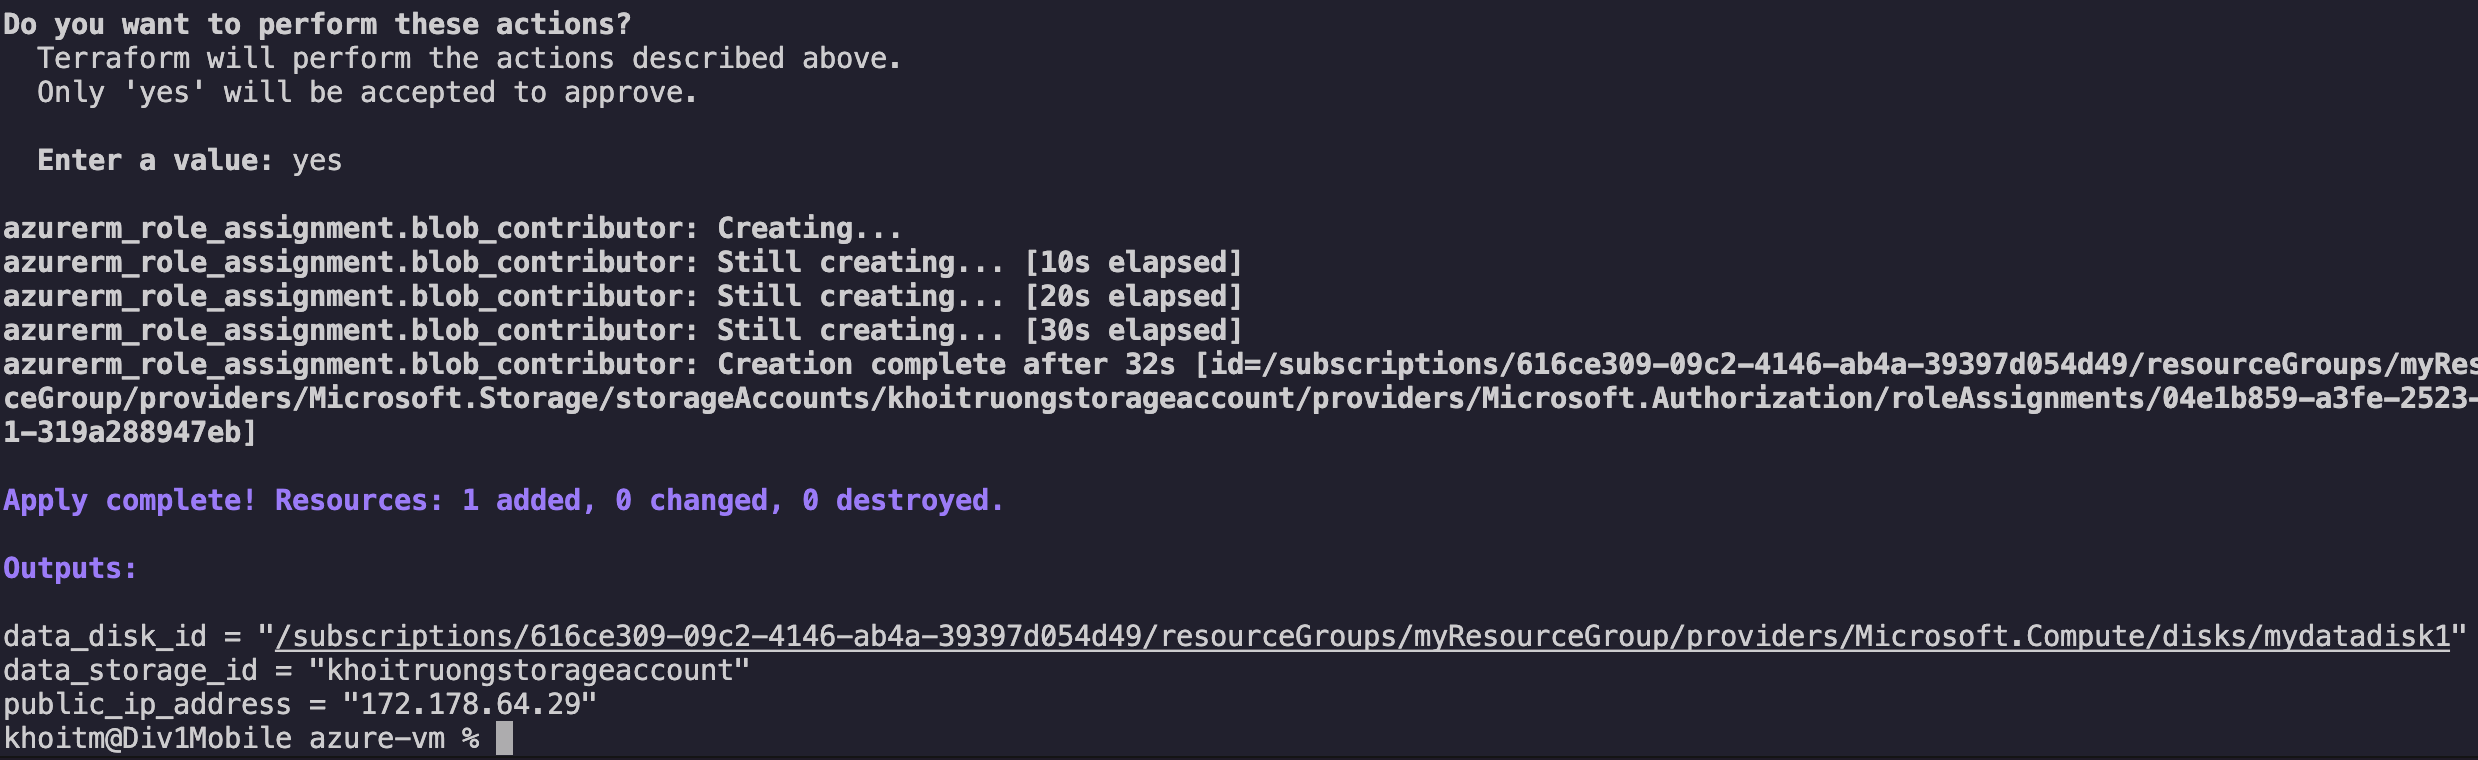 Do you want to perform these actions?
  Terraform will perform the actions described above.
  Only 'yes' will be accepted to approve.
  Enter a value: yes
azurerm_role_assignment.blob_contributor: Creating...
azurerm_role_assignment.blob_contributor: Still creating... [10s elapsed]
azurerm_role_assignment.blob_contributor: Still creating... [20s elapsed]
azurerm_role_assignment.blob_contributor: Still creating... [30s elapsed]
azurerm_role_assignment.blob_contributor: Creation complete after 32s [id=/subscriptions/616ce309-09c2-4146-ab4a-39397d054d49/resourceGroups/myRes
ceGroup/providers/Microsoft.Storage/storageAccounts/khoitruongstorageaccount/providers/Microsoft.Authorization/roleAssignments/04e1b859-a3fe-2523-
1-319a288947eb]
Apply complete! Resources: 1 added, 0 changed, 0 destroyed.
Outputs:
data_disk_id = "/subscriptions/616ce309-09c2-4146-ab4a-39397d054d49/resourceGroups/myResourceGroup/providers/Microsoft.Compute/disks/mydatadisk1"
data_storage_id = "khoitruongstorageaccount"
public_ip_address = "172.178.64.29"
khoitm@Div1Mobile azure-vm %